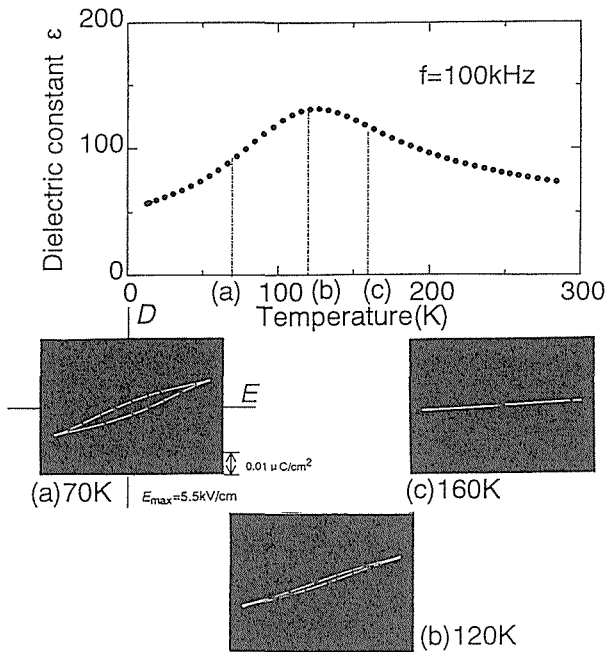 200
f=100kHz
Dielectric constant ε
100
0
0
(a)
100
(b)
(c)
200
300
Temperature(K)
D
E
0.01 μC/cm²
(a)70K
Emax=5.5kV/cm
(c)160K
(b)120K